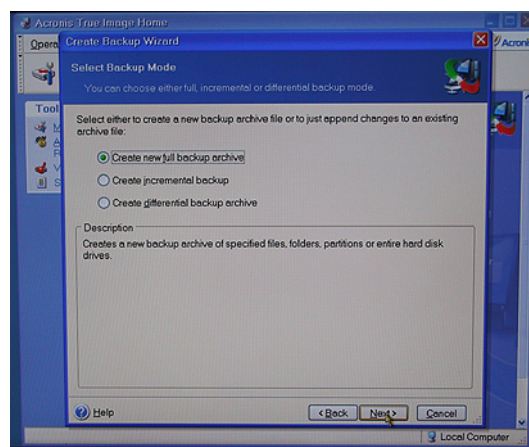 Acronis True Image Home
Opera
Acroni
Create Backup Wizard
Select Backup Mode
You can choose either full, incremental or differential backup mode.
Tool
Select either to create a new backup archive file or to just append changes to an existing
archive file:
Create new full backup archive
Create incremental backup
Create differential backup archive
Description
Creates a new backup archive of specified files, folders, partitions or entire hard disk
drives.
Help
< Back
Next >
Cancel
Local Computer